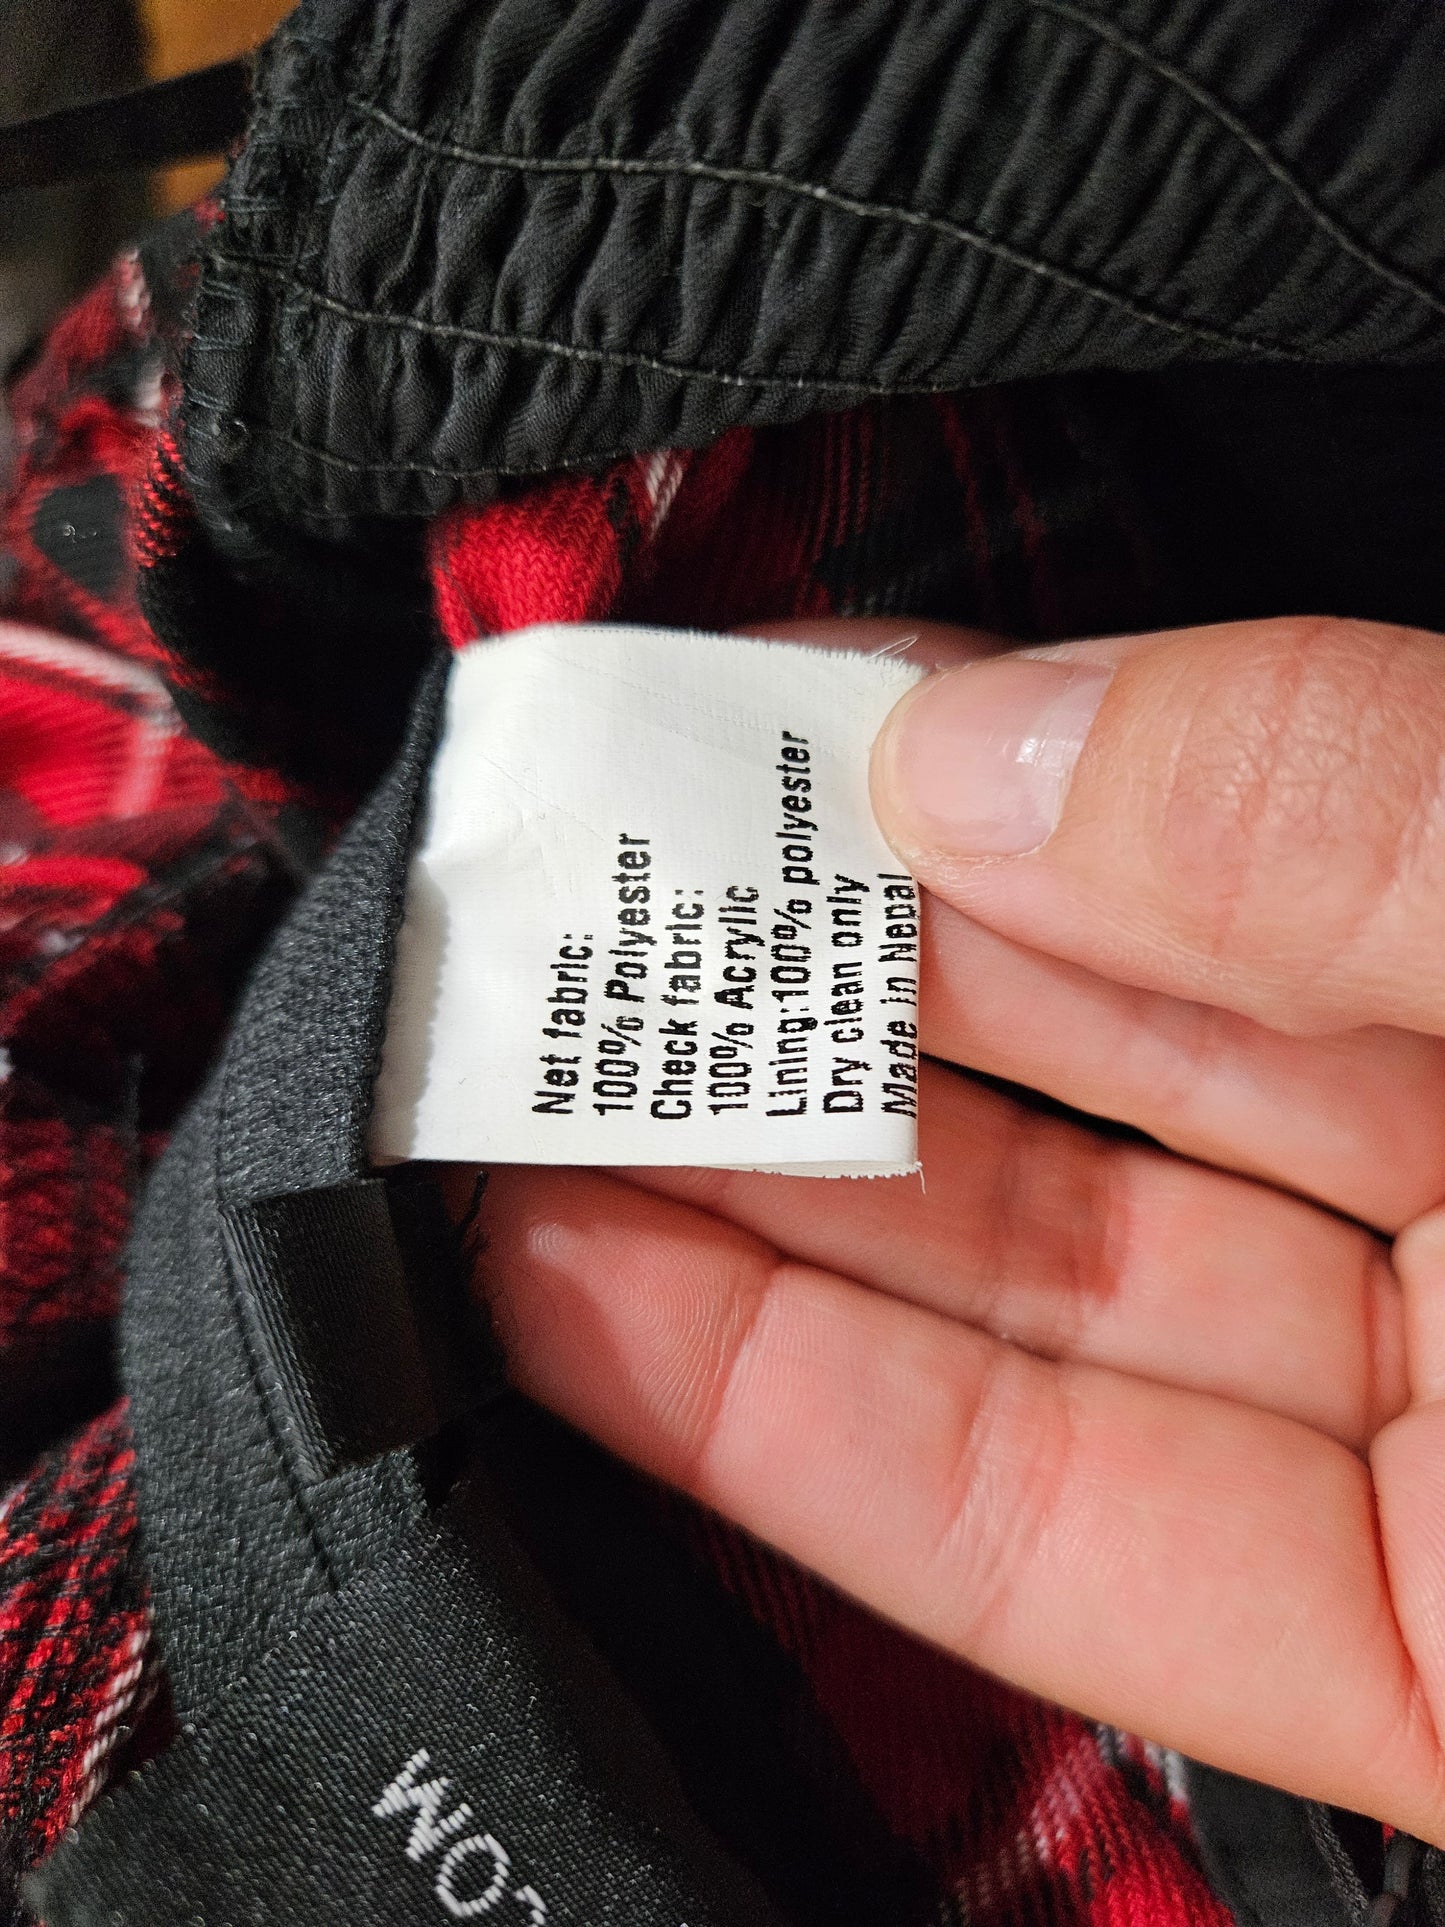 Net fabric:
100% Polyester
Check fabric:
100% Acrylic
Lining:100% polyester
Dry clean only
Made in Nepal